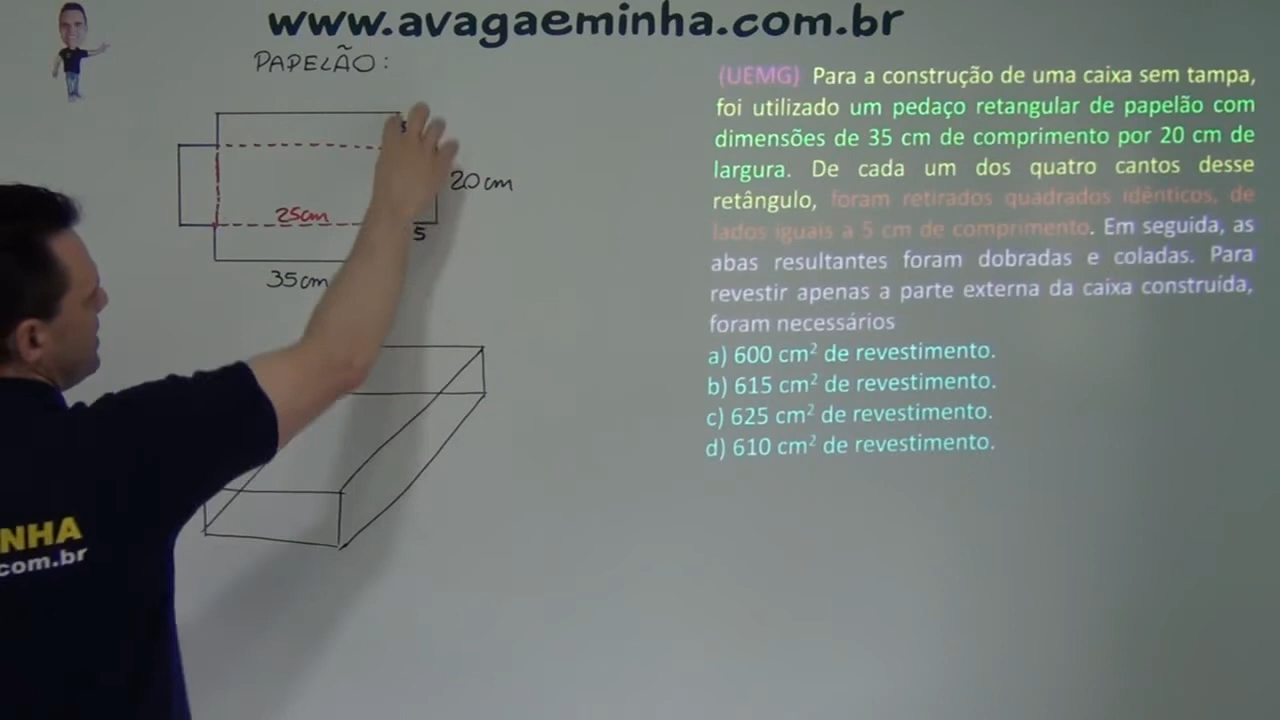 www.avagaeminha.com.br
PAPELÃO:
20cm
25cm
5
35cm
(UEMG) Para a construção de uma caixa sem tampa,
foi utilizado um pedaço retangular de papelão com
dimensões de 35 cm de comprimento por 20 cm de
largura. De cada um dos quatro cantos desse
retângulo, foram retirados quadrados idênticos, de
lados iguais a 5 cm de comprimento. Em seguida, as
abas resultantes foram dobradas e coladas. Para
revestir apenas a parte externa da caixa construída,
foram necessários
a) 600 cm² de revestimento.
b) 615 cm² de revestimento.
c) 625 cm² de revestimento.
d) 610 cm² de revestimento.
NHA
com.br